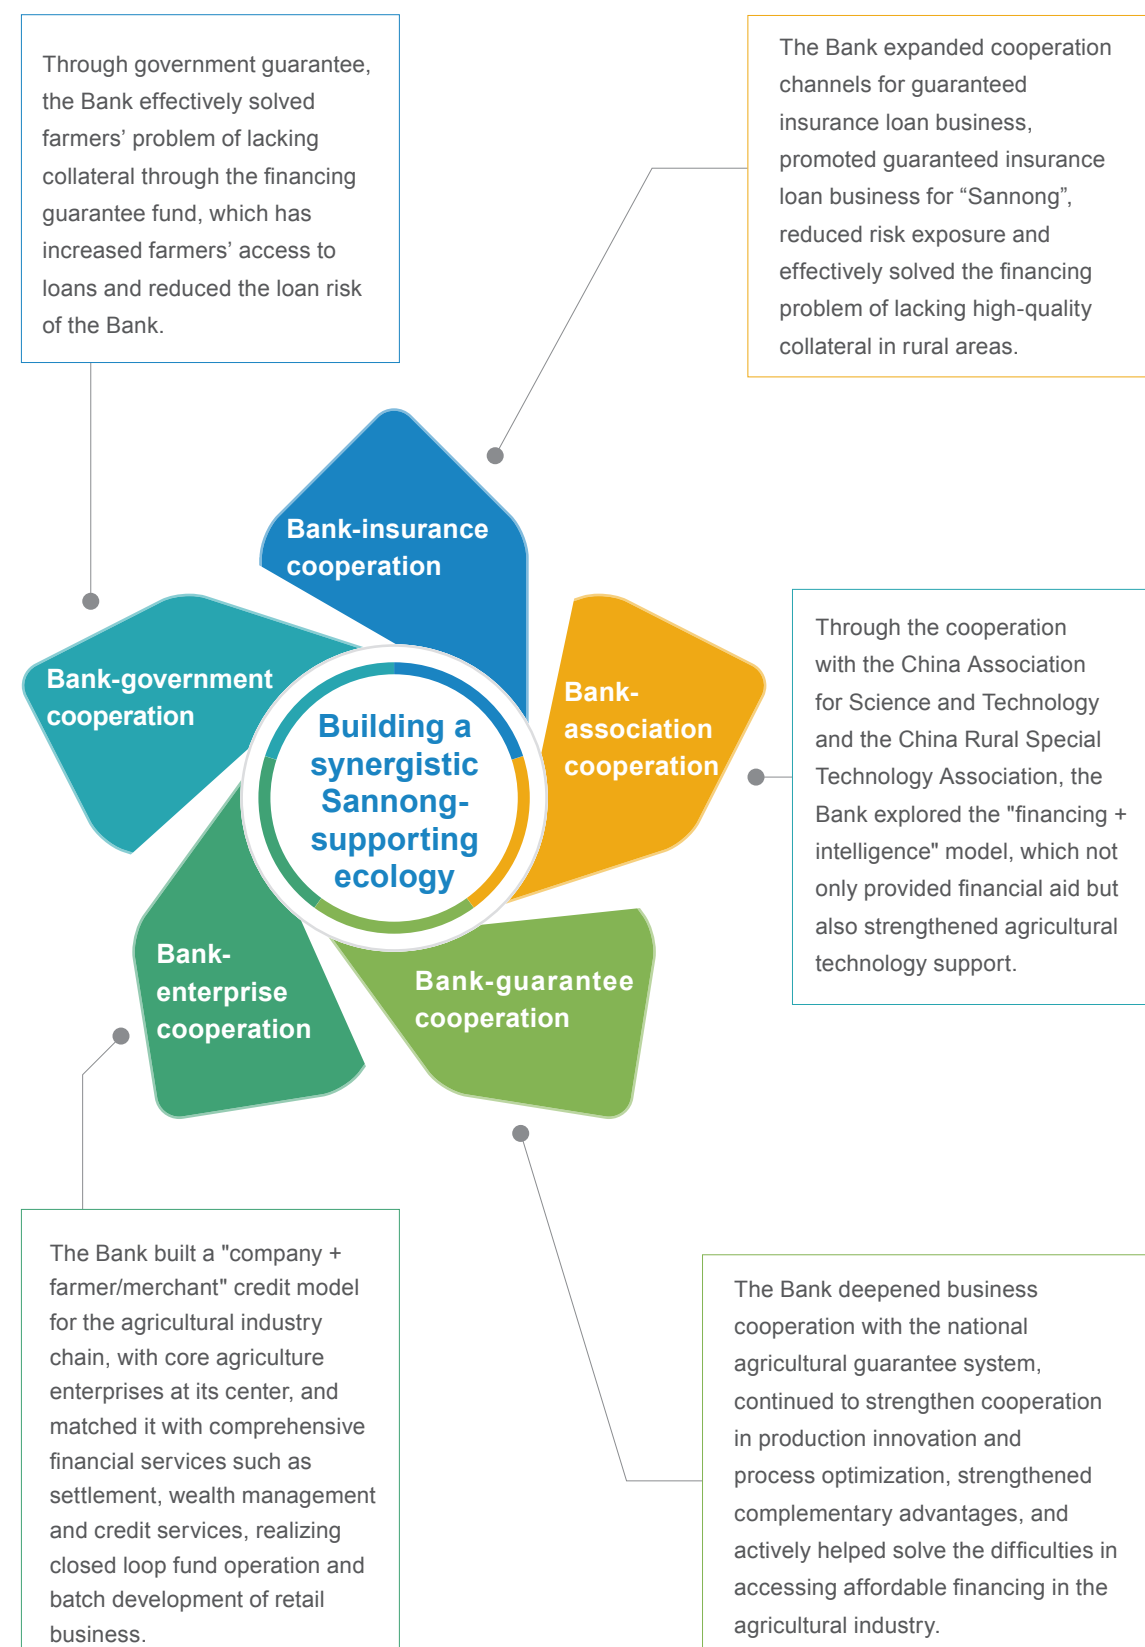 Through government guarantee,
the Bank effectively solved
farmers’ problem of lacking
collateral through the financing
guarantee fund, which has
increased farmers’ access to
loans and reduced the loan risk
of the Bank.
The Bank expanded cooperation
channels for guaranteed
insurance loan business,
promoted guaranteed insurance
loan business for “Sannong”,
reduced risk exposure and
effectively solved the financing
problem of lacking high-quality
collateral in rural areas.
Bank-insurance
cooperation
Bank-government
cooperation
Bank-
association
cooperation
Building a
synergistic
Sannong-
supporting
ecology
Bank-
enterprise
cooperation
Bank-guarantee
cooperation
Through the cooperation
with the China Association
for Science and Technology
and the China Rural Special
Technology Association, the
Bank explored the "financing +
intelligence" model, which not
only provided financial aid but
also strengthened agricultural
technology support.
The Bank built a "company +
farmer/merchant" credit model
for the agricultural industry
chain, with core agriculture
enterprises at its center, and
matched it with comprehensive
financial services such as
settlement, wealth management
and credit services, realizing
closed loop fund operation and
batch development of retail
business.
The Bank deepened business
cooperation with the national
agricultural guarantee system,
continued to strengthen cooperation
in production innovation and
process optimization, strengthened
complementary advantages, and
actively helped solve the difficulties in
accessing affordable financing in the
agricultural industry.